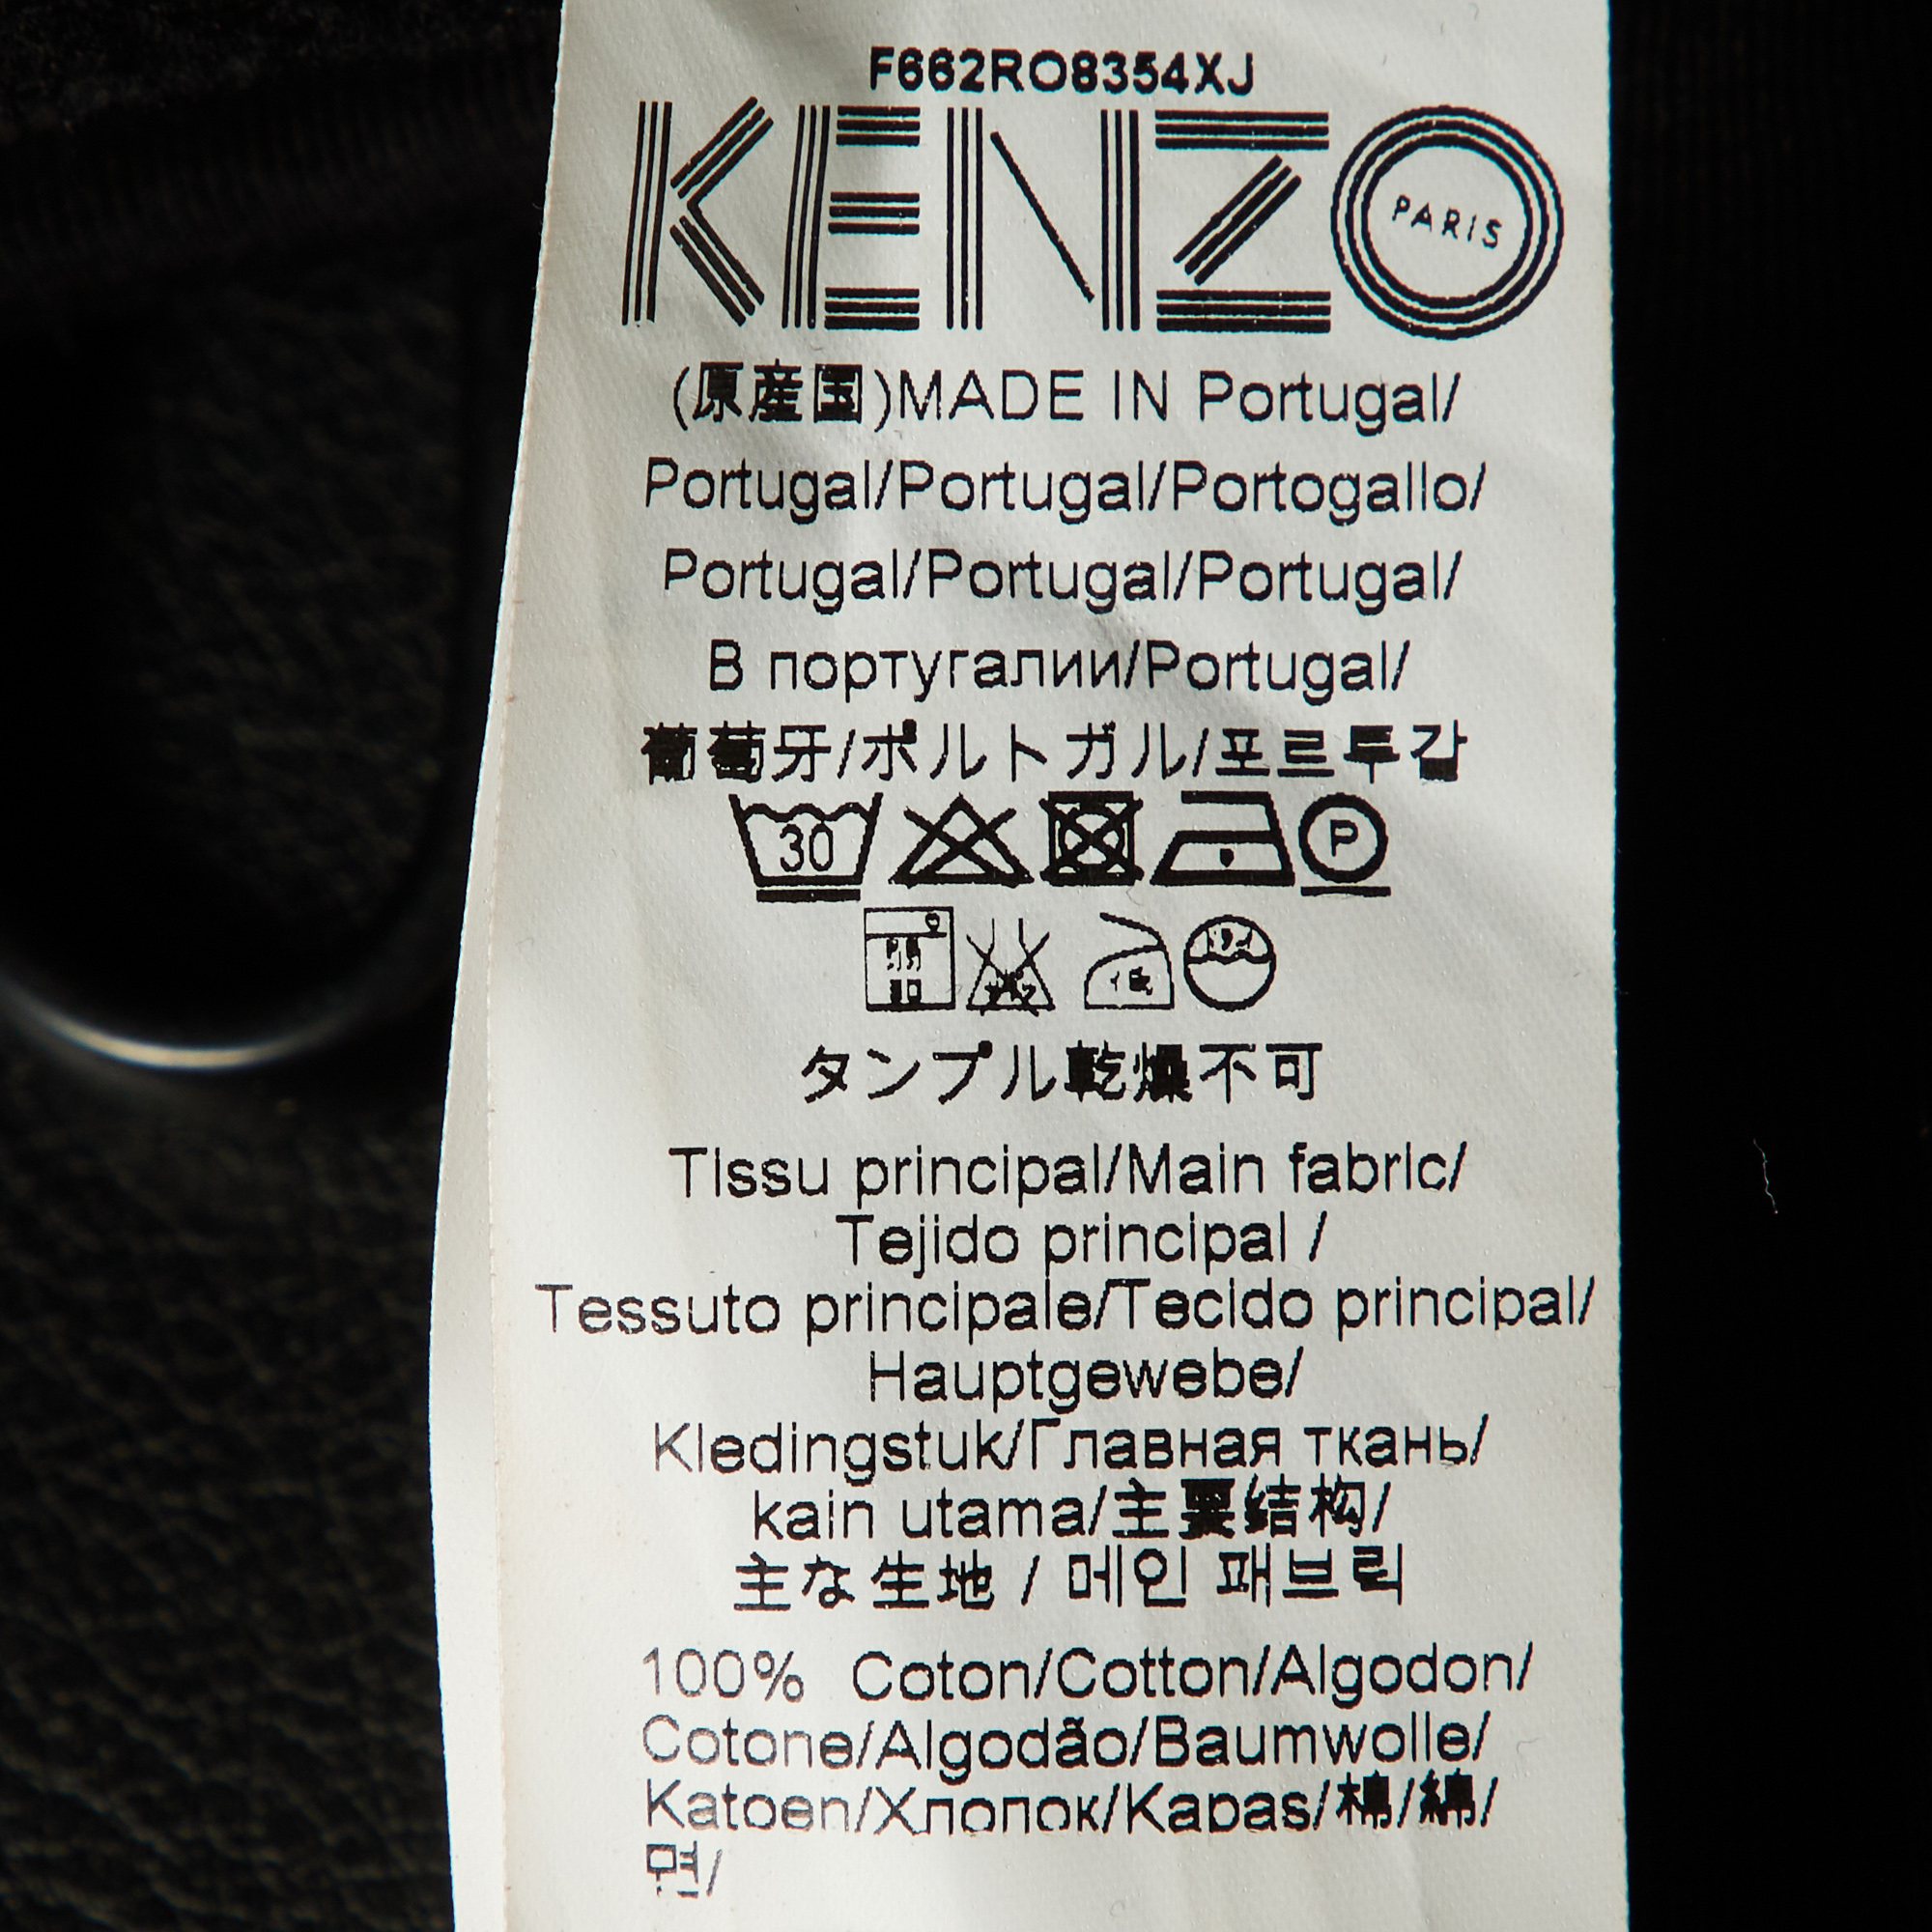 F662RO8354XJ
KENZO
PARIS
(原産国)MADE IN Portugal/
Portugal/Portugal/Portogallo/
Portugal/Portugal/Portugal/
В португалии/Portugal/
葡萄牙/ポルトガル/포르투갈
30 P
タンブル乾燥不可
Tissu principal/Main fabric/
Tejido principal /
Tessuto principale/Tecido principal/
Hauptgewebe/
Kledingstuk/Главная ткань/
kain utama/主要结构/
主な生地 / 메인 패브릭
100% Coton/Cotton/Algodon/
Cotone/Algodão/Baumwolle/
Katoen/Хлопок/Kapas/棉/綿/
면/